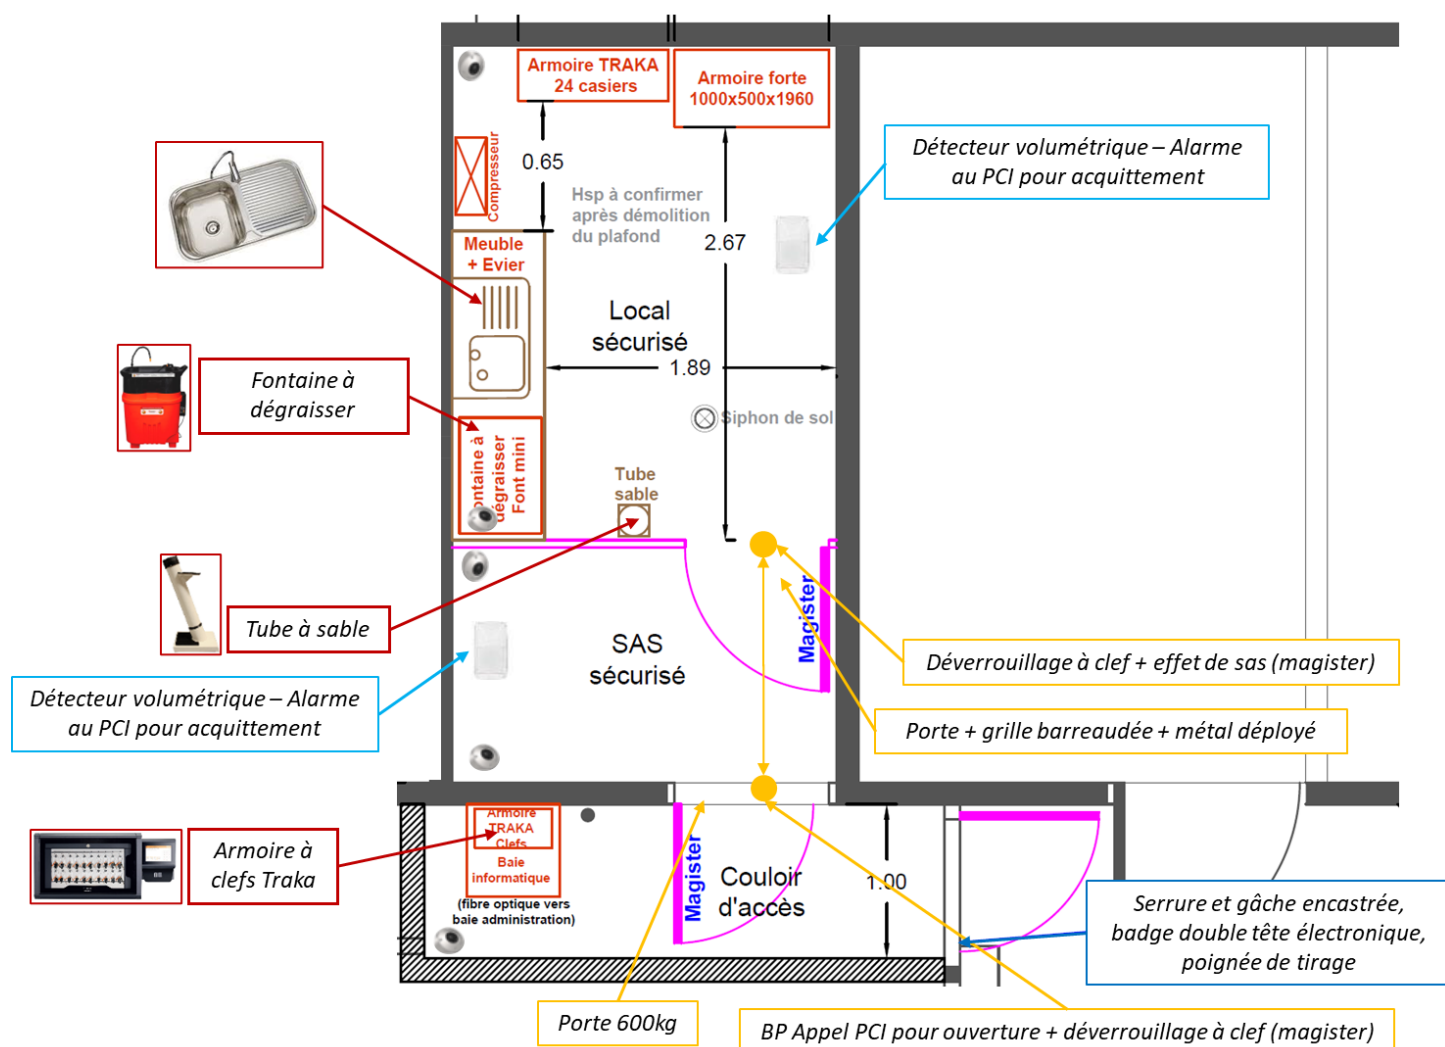 Armoire TRAKA
24 casiers
Armoire forte
1000x500x1960
Compresseur
0.65
Hsp à confirmer
après démolition
du plafond
2.67
Détecteur volumétrique – Alarme
au PCI pour acquittement
Meuble
+ Evier
Local
sécurisé
1.89
Fontaine à
dégraisser
Siphon de sol
ontaine à
dégraisser
Font mini
Tube
sable
Tube à sable
Magister
SAS
sécurisé
Déverrouillage à clef + effet de sas (magister)
Détecteur volumétrique – Alarme
au PCI pour acquittement
Porte + grille barreaudée + métal déployé
Armoire
TRAKA
Clefs
Baie
informatique
(fibre optique vers
baie administration)
Armoire à
clefs Traka
Magister
Couloir
d'accès
1.00
Serrure et gâche encastrée,
badge double tête électronique,
poignée de tirage
Porte 600kg
BP Appel PCI pour ouverture + déverrouillage à clef (magister)